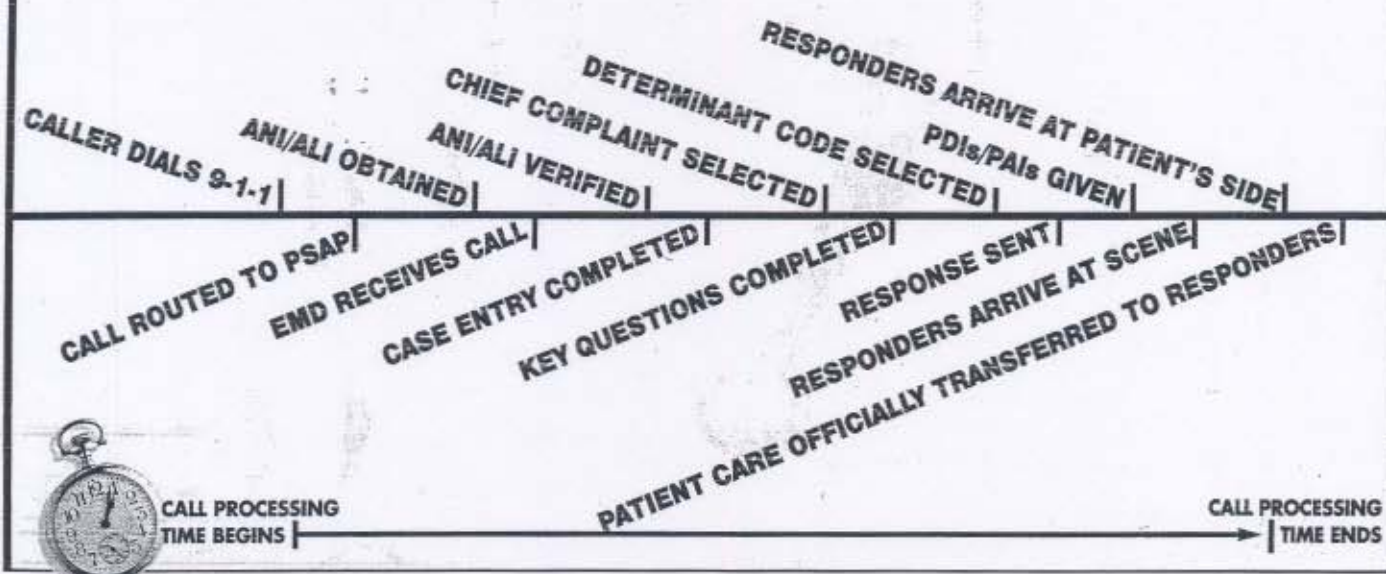 RESPONDERS ARRIVE AT PATIENT'S SIDE
DETERMINANT CODE SELECTED
PDIs/PAIs GIVEN
CHIEF COMPLAINT SELECTED
ANI/ALI VERIFIED
ANI/ALI OBTAINED
CALLER DIALS 9-1-1
CALL ROUTED TO PSAP
EMD RECEIVES CALL
CASE ENTRY COMPLETED
KEY QUESTIONS COMPLETED
RESPONSE SENT
RESPONDERS ARRIVE AT SCENE
PATIENT CARE OFFICIALLY TRANSFERRED TO RESPONDERS
CALL PROCESSING
TIME BEGINS
CALL PROCESSING
TIME ENDS